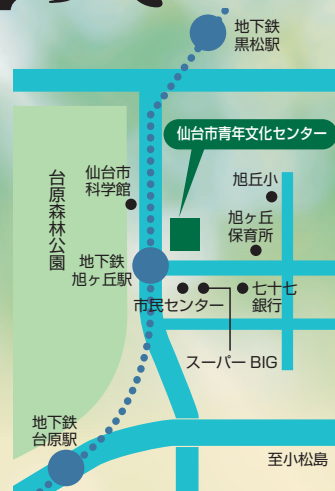 地下鉄
黒松駅
仙台市青年文化センター
仙台市
科学館
旭丘小
台原森林公園
旭ヶ丘
保育所
地下鉄
旭ヶ丘駅
市民センター
七十七
銀行
スーパー BIG
地下鉄
台原駅
至小松島